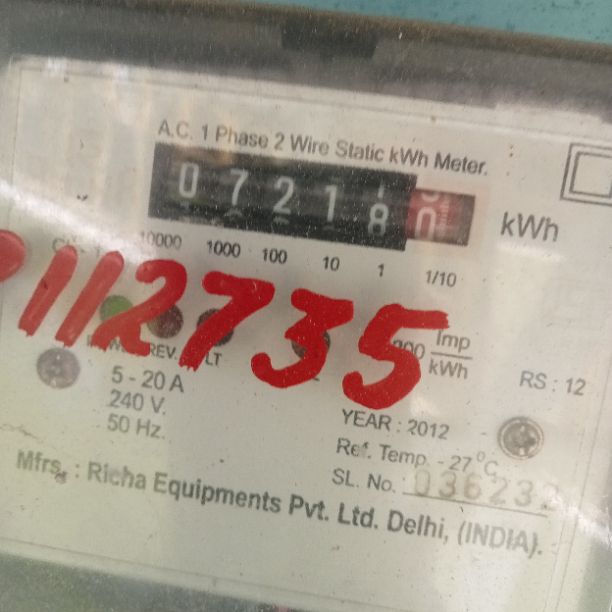 A.C. 1 Phase 2 Wire Static kWh Meter.
0 7 2 1 8 0 kWh
10000 1000 100 10 1 1/10
112735
Imp
kWh
RS : 12
5 - 20 A
240 V.
50 Hz.
YEAR : 2012
Ref. Temp. - 27°C
SL. No. 036232
Mfrs. : Richa Equipments Pvt. Ltd. Delhi, (INDIA).